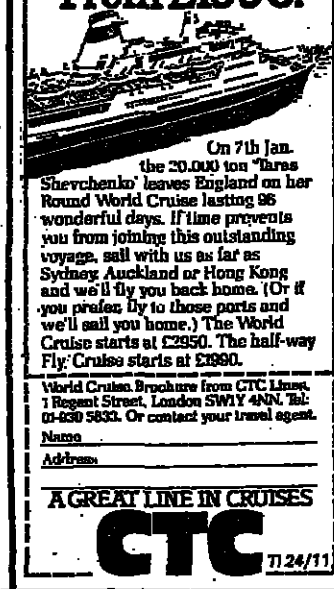 On 7th Jan.
the 20.000 ton "Taras
Shevchenko" leaves England on her
Round World Cruise lasting 96
wonderful days. If time prevents
you from joining this outstanding
voyage, sail with us as far as
Sydney, Auckland or Hong Kong
and we'll fly you back home. (Or if
you prefer, fly to those ports and
we'll sail you home.) The World
Cruise starts at £2950. The half-way
Fly Cruise starts at £1990.
World Cruise Brochure from CTC Lines,
1 Regent Street, London SW1Y 4NN. Tel:
01-930 5833. Or contact your travel agent.
Name
Address
A GREAT LINE IN CRUISES
CTC
TI 24/11